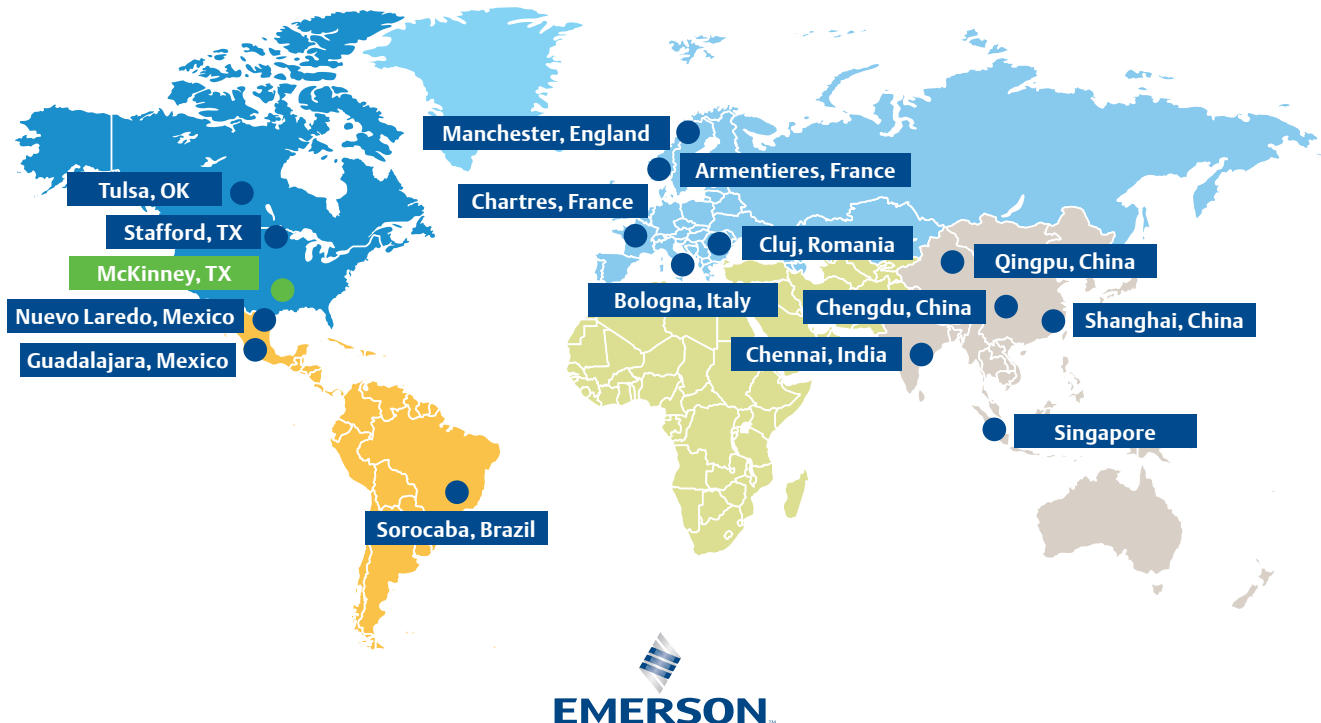 Manchester, England
Armentieres, France
Tulsa, OK
Chartres, France
Stafford, TX
Cluj, Romania
Qingpu, China
McKinney, TX
Bologna, Italy
Chengdu, China
Nuevo Laredo, Mexico
Shanghai, China
Guadalajara, Mexico
Chennai, India
Singapore
Sorocaba, Brazil
EMERSON™